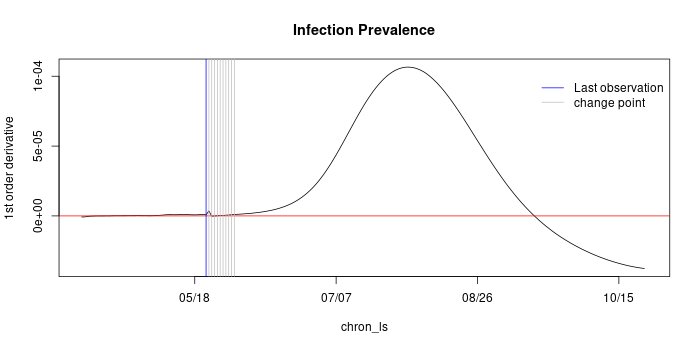 Infection Prevalence
1st order derivative
1e-04
5e-05
0e+00
Last observation
change point
05/18
07/07
08/26
10/15
chron_ls